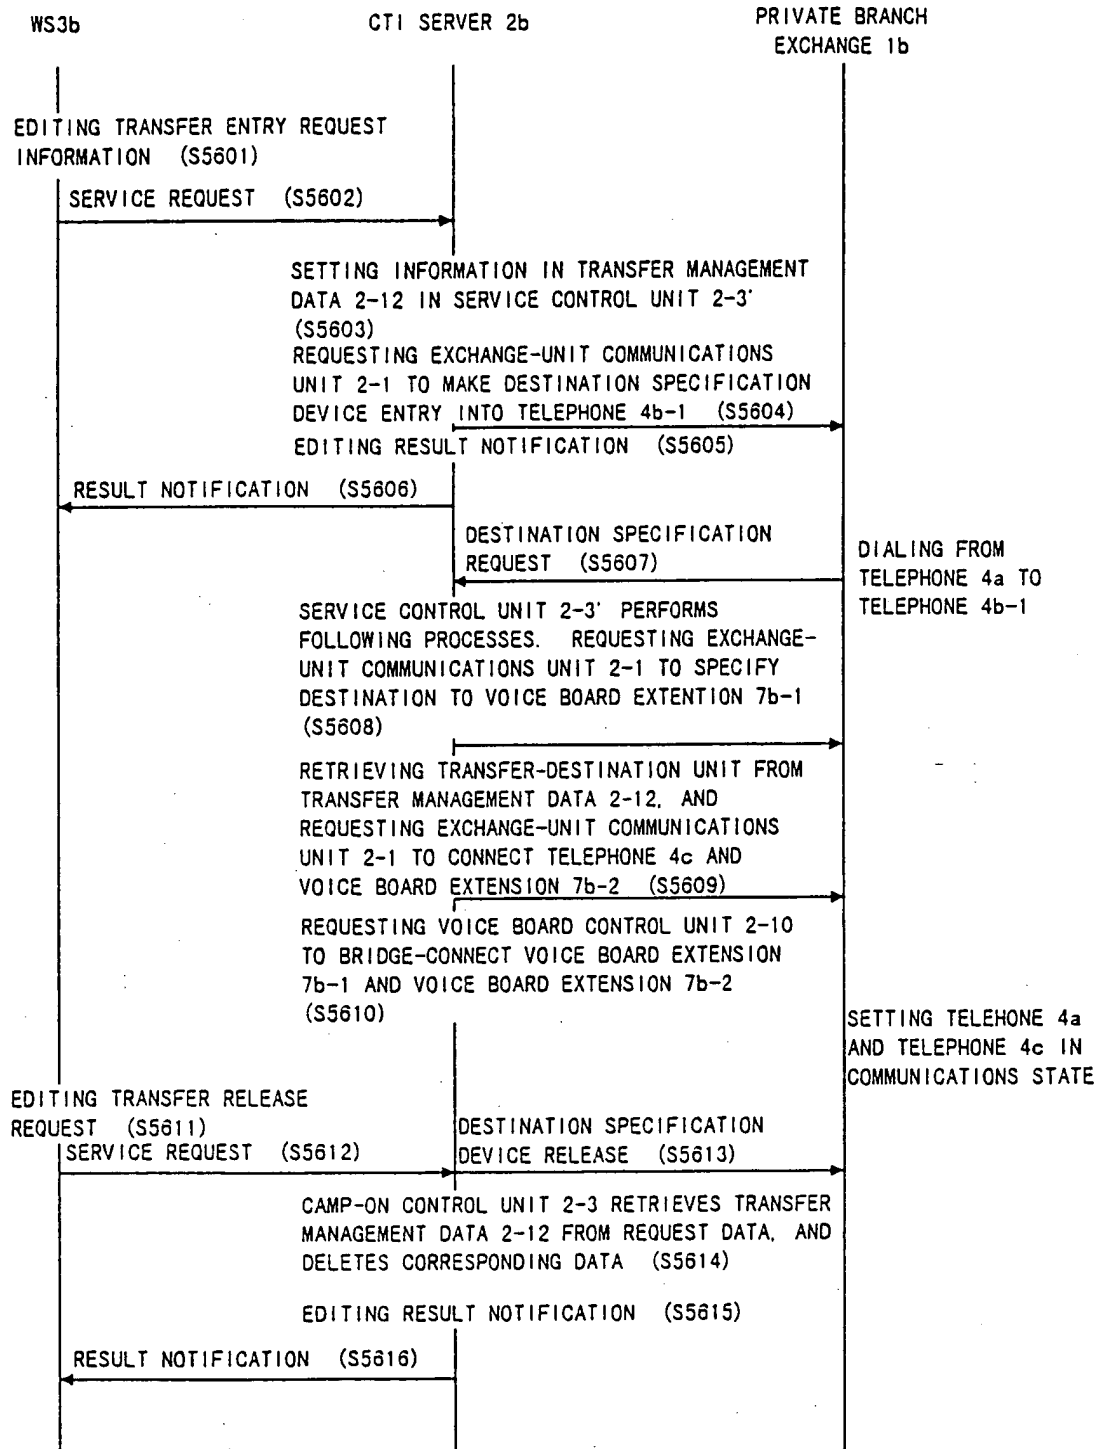 WS3b
CTI SERVER 2b
PRIVATE BRANCH
EXCHANGE 1b
EDITING TRANSFER ENTRY REQUEST
INFORMATION (S5601)
SERVICE REQUEST (S5602)
SETTING INFORMATION IN TRANSFER MANAGEMENT
DATA 2-12 IN SERVICE CONTROL UNIT 2-3'
(S5603)
REQUESTING EXCHANGE-UNIT COMMUNICATIONS
UNIT 2-1 TO MAKE DESTINATION SPECIFICATION
DEVICE ENTRY INTO TELEPHONE 4b-1 (S5604)
EDITING RESULT NOTIFICATION (S5605)
RESULT NOTIFICATION (S5606)
DESTINATION SPECIFICATION
REQUEST (S5607)
DIALING FROM
TELEPHONE 4a TO
TELEPHONE 4b-1
SERVICE CONTROL UNIT 2-3' PERFORMS
FOLLOWING PROCESSES. REQUESTING EXCHANGE-
UNIT COMMUNICATIONS UNIT 2-1 TO SPECIFY
DESTINATION TO VOICE BOARD EXTENTION 7b-1
(S5608)
RETRIEVING TRANSFER-DESTINATION UNIT FROM
TRANSFER MANAGEMENT DATA 2-12, AND
REQUESTING EXCHANGE-UNIT COMMUNICATIONS
UNIT 2-1 TO CONNECT TELEPHONE 4c AND
VOICE BOARD EXTENSION 7b-2 (S5609)
REQUESTING VOICE BOARD CONTROL UNIT 2-10
TO BRIDGE-CONNECT VOICE BOARD EXTENSION
7b-1 AND VOICE BOARD EXTENSION 7b-2
(S5610)
SETTING TELEHONE 4a
AND TELEPHONE 4c IN
COMMUNICATIONS STATE
EDITING TRANSFER RELEASE
REQUEST (S5611)
SERVICE REQUEST (S5612)
DESTINATION SPECIFICATION
DEVICE RELEASE (S5613)
CAMP-ON CONTROL UNIT 2-3 RETRIEVES TRANSFER
MANAGEMENT DATA 2-12 FROM REQUEST DATA, AND
DELETES CORRESPONDING DATA (S5614)
EDITING RESULT NOTIFICATION (S5615)
RESULT NOTIFICATION (S5616)